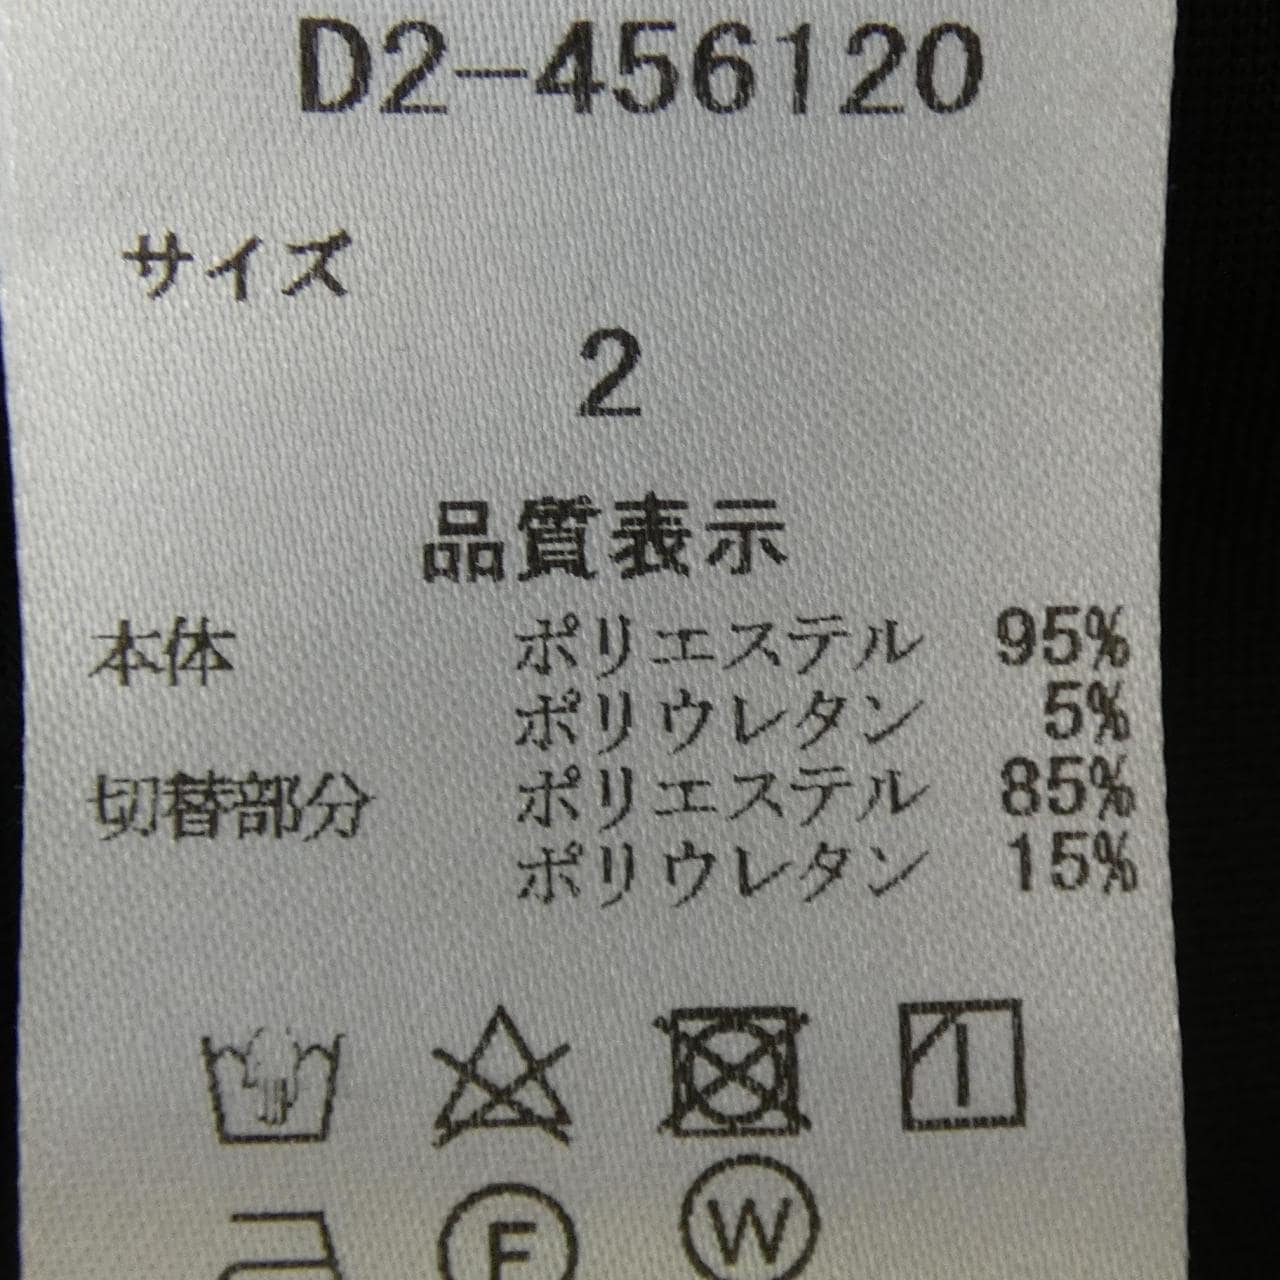 D2-456120
サイズ
2
品質表示
本体 ポリエステル 95%
ポリウレタン 5%
切替部分 ポリエステル 85%
ポリウレタン 15%
F W